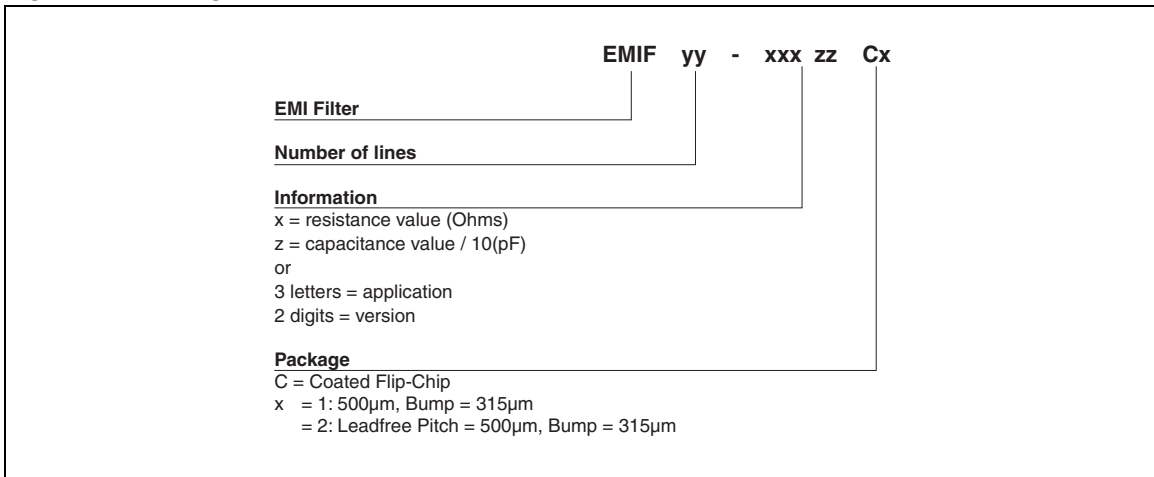 EMIF yy - xxx zz Cx
EMI Filter
Number of lines
Information
x = resistance value (Ohms)
z = capacitance value / 10(pF)
or
3 letters = application
2 digits = version
Package
C = Coated Flip-Chip
x = 1: 500µm, Bump = 315µm
= 2: Leadfree Pitch = 500µm, Bump = 315µm